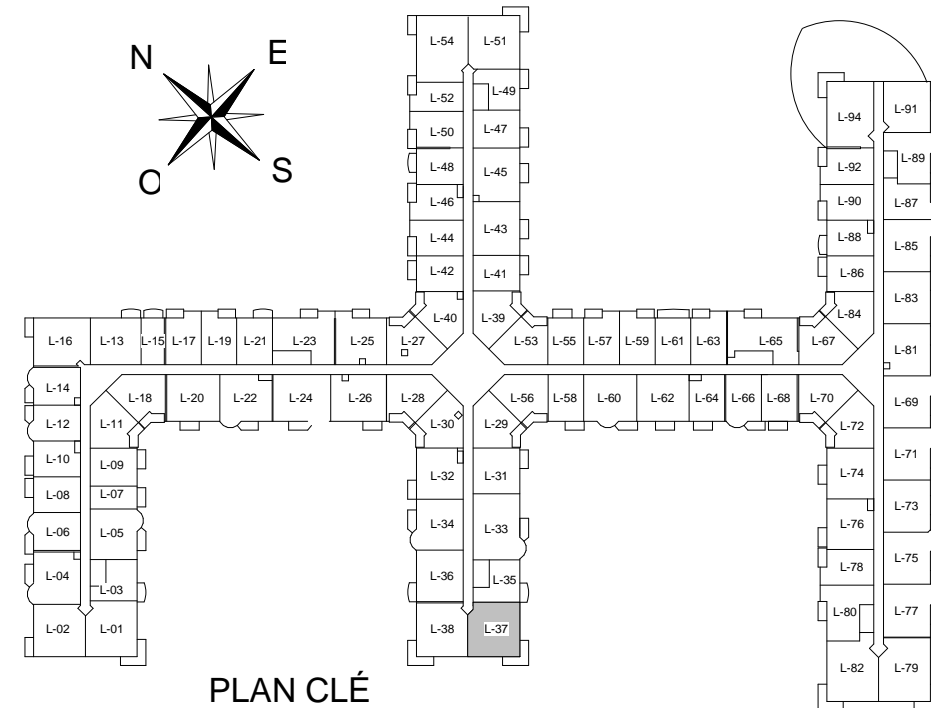 N E
O S
L-54 L-51
L-52 L-49
L-50 L-47
L-48 L-45
L-46
L-44 L-43
L-42 L-41
L-40 L-39
L-16 L-13 L-15 L-17 L-19 L-21 L-23 L-25 L-27
L-53 L-55 L-57 L-59 L-61 L-63 L-65 L-67
L-94 L-91
L-92 L-89
L-90 L-87
L-88 L-85
L-86
L-84 L-83
L-81
L-14 L-18 L-20 L-22 L-24 L-26 L-28
L-56 L-58 L-60 L-62 L-64 L-66 L-68 L-70
L-69
L-12 L-11 L-30 L-29 L-72
L-10 L-09 L-32 L-31 L-74 L-71
L-08 L-07
L-06 L-05 L-34 L-33 L-76 L-73
L-04 L-03 L-36 L-35 L-78 L-75
L-02 L-01 L-38 L-37 L-80 L-77
L-82 L-79
PLAN CLÉ